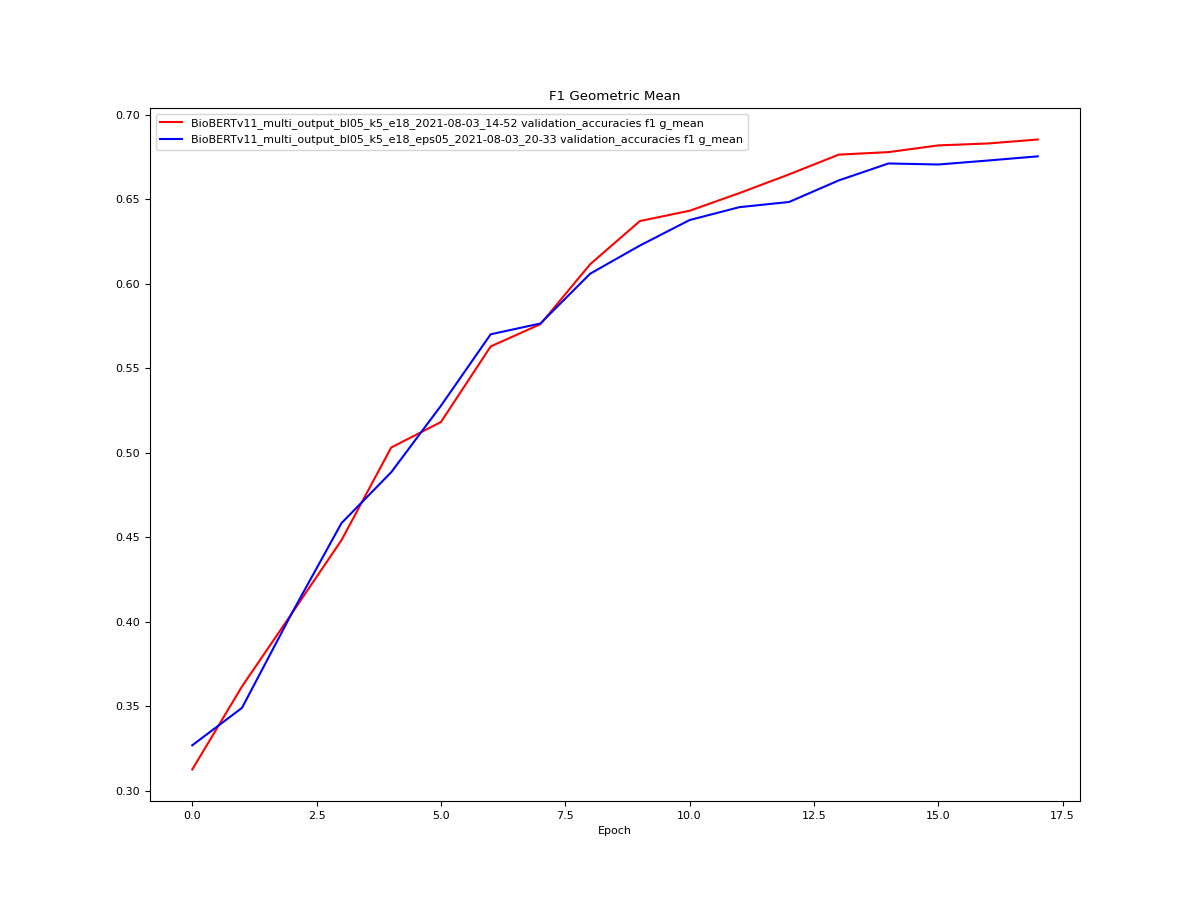 F1 Geometric Mean
BioBERTv11_multi_output_bl05_k5_e18_2021-08-03_14-52 validation_accuracies f1 g_mean
BioBERTv11_multi_output_bl05_k5_e18_eps05_2021-08-03_20-33 validation_accuracies f1 g_mean
0.70
0.65
0.60
0.55
0.50
0.45
0.40
0.35
0.30
0.0 2.5 5.0 7.5 10.0 12.5 15.0 17.5
Epoch